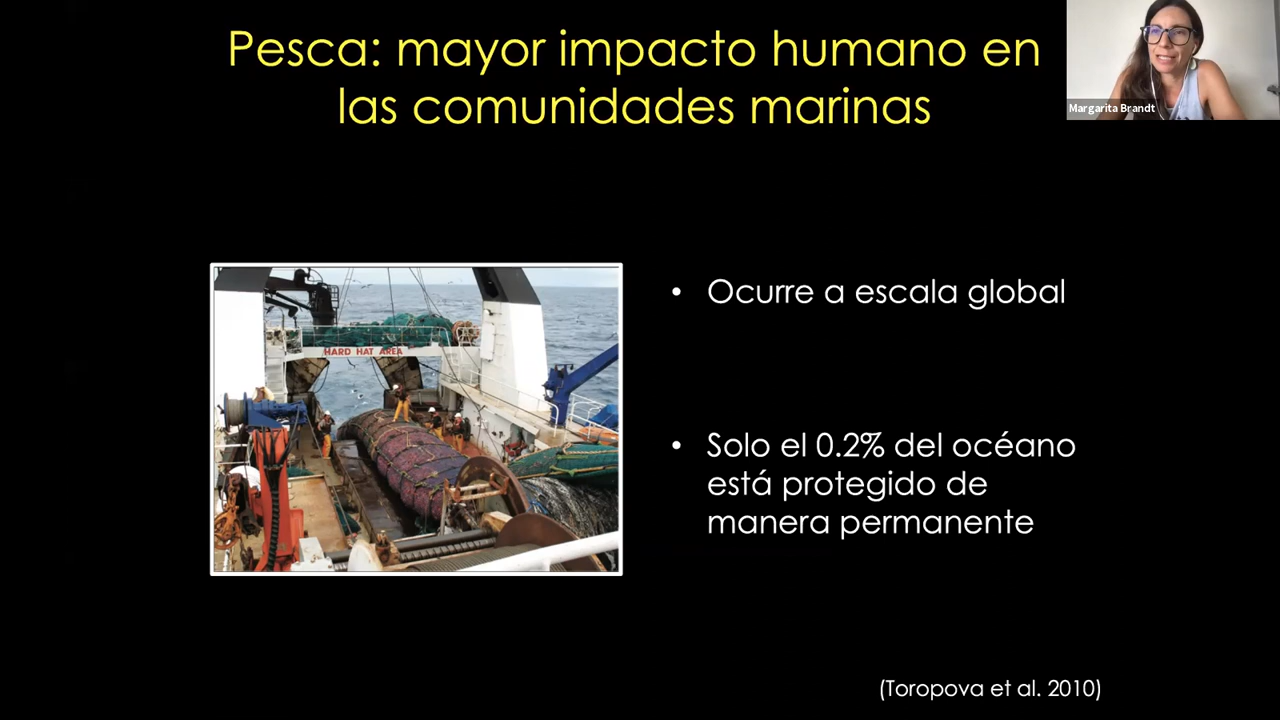 Pesca: mayor impacto humano en
las comunidades marinas
Margarita Brandt
HARD HAT AREA
• Ocurre a escala global
• Solo el 0.2% del océano
está protegido de
manera permanente
(Toropova et al. 2010)